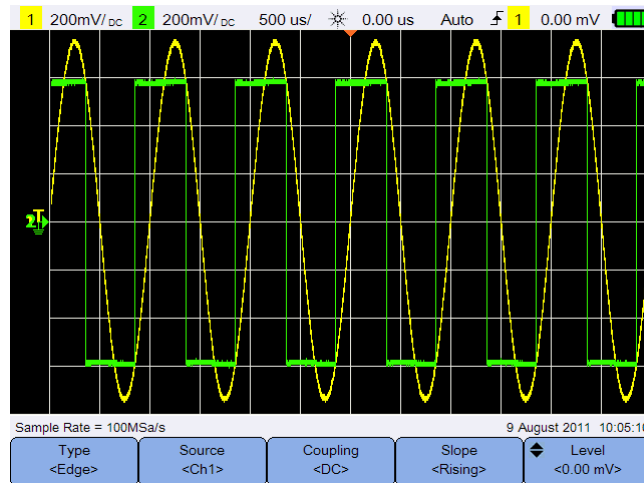 1 200mV/ DC 2 200mV/ DC 500 us/ 0.00 us Auto 1 0.00 mV
2
T
Sample Rate = 100MSa/s 9 August 2011 10:05:10
Type Source Coupling Slope Level
<Edge> <Ch1> <DC> <Rising> <0.00 mV>